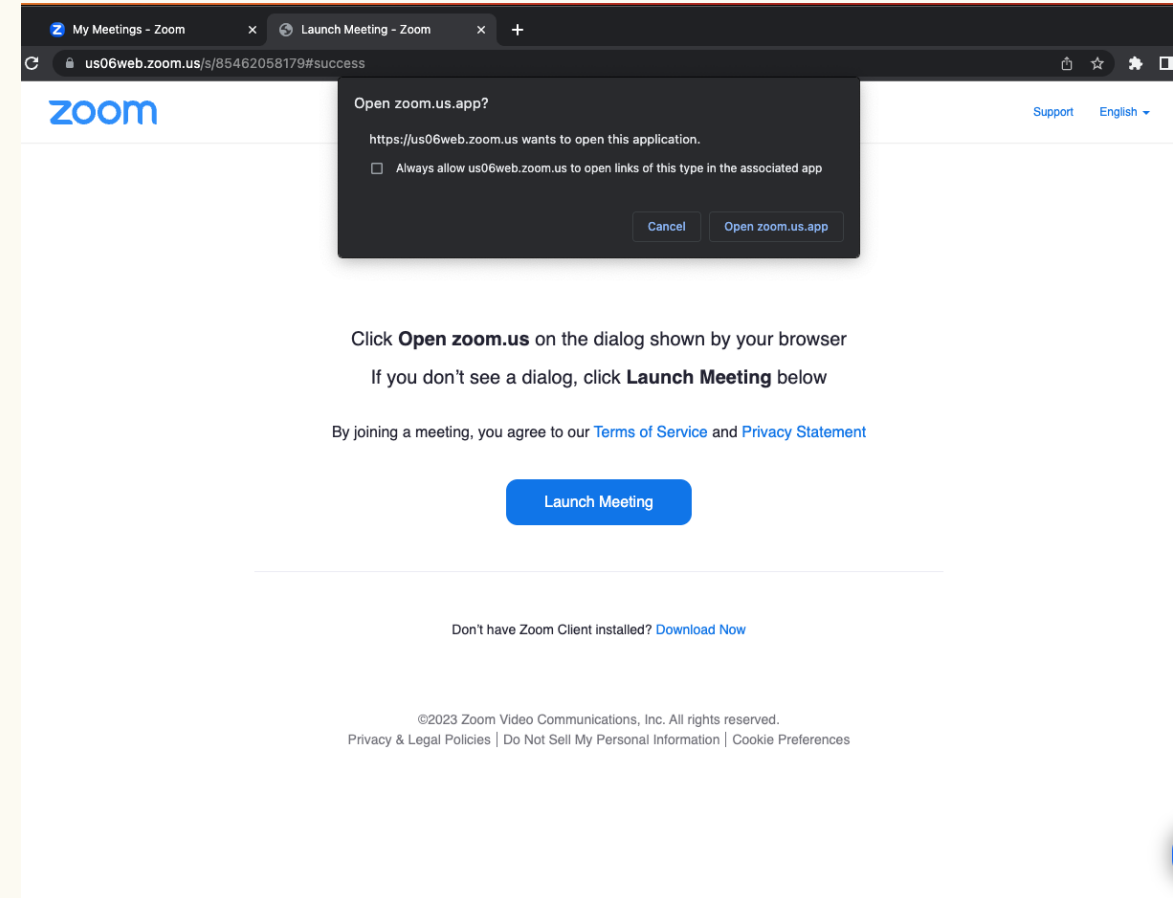 My Meetings - Zoom
Launch Meeting - Zoom
us06web.zoom.us/s/85462058179#success
zoom
Support
English
Open zoom.us.app?
https://us06web.zoom.us wants to open this application.
Always allow us06web.zoom.us to open links of this type in the associated app
Cancel
Open zoom.us.app
Click Open zoom.us on the dialog shown by your browser
If you don’t see a dialog, click Launch Meeting below
By joining a meeting, you agree to our Terms of Service and Privacy Statement
Launch Meeting
Don’t have Zoom Client installed? Download Now
©2023 Zoom Video Communications, Inc. All rights reserved.
Privacy & Legal Policies | Do Not Sell My Personal Information | Cookie Preferences